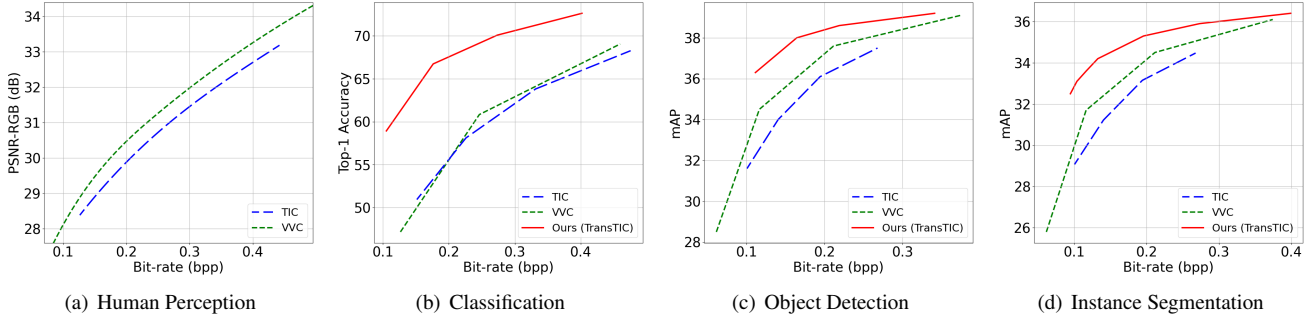 34
33
32
31
30
29
28
PSNR-RGB (dB)
0.1 0.2 0.3 0.4
Bit-rate (bpp)
TIC
VVC
(a) Human Perception
70
65
60
55
50
Top-1 Accuracy
0.1 0.2 0.3 0.4
Bit-rate (bpp)
TIC
VVC
Ours (TransTIC)
(b) Classification
38
36
34
32
30
28
mAP
0.1 0.2 0.3
Bit-rate (bpp)
TIC
VVC
Ours (TransTIC)
(c) Object Detection
36
34
32
30
28
26
mAP
0.1 0.2 0.3 0.4
Bit-rate (bpp)
TIC
VVC
Ours (TransTIC)
(d) Instance Segmentation